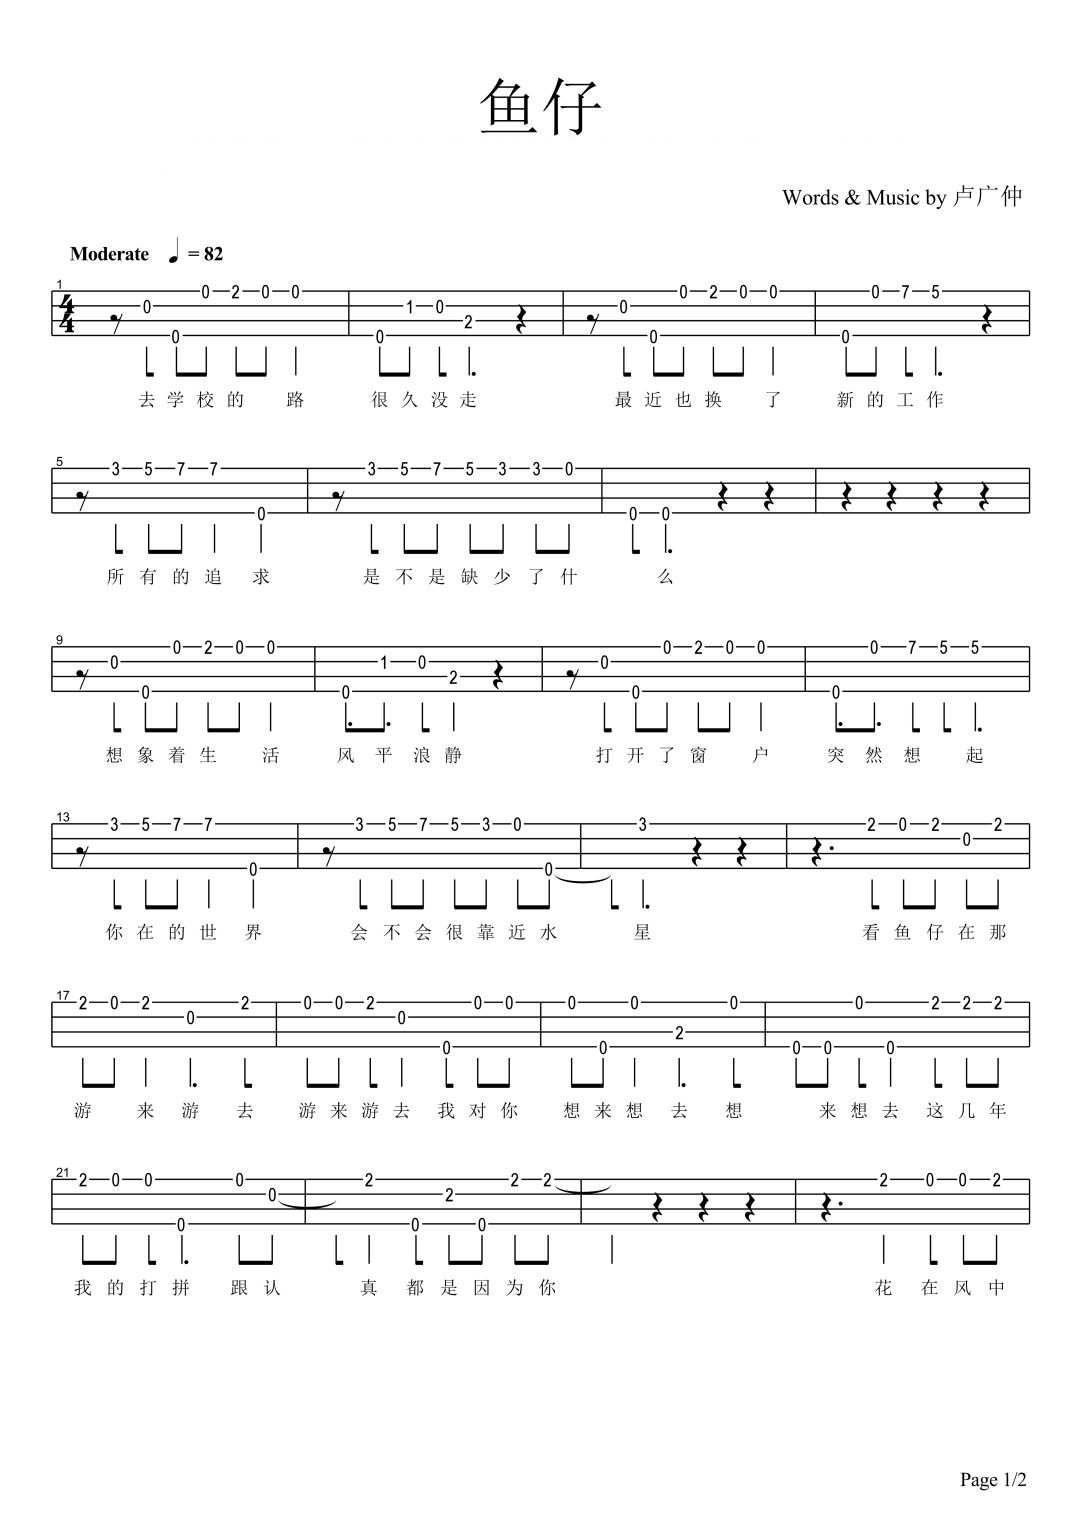 鱼仔
Words & Music by 卢广仲
Moderate ♩ = 82
1
4
4
0 0 0 2 0 0 0 1 0 2 0 0 0 2 0 0 0 0 7 5
去 学 校 的 路 很 久 没 走 最 近 也 换 了 新 的 工 作
5
3 5 7 7 0 3 5 7 5 3 3 0 0 0
所 有 的 追 求 是 不 是 缺 少 了 什 么
9
0 0 0 2 0 0 0 1 0 2 0 0 0 2 0 0 0 0 7 5 5
想 象 着 生 活 风 平 浪 静 打 开 了 窗 户 突 然 想 起
13
3 5 7 7 0 3 5 7 5 3 0 0 3 2 0 2 0 2
你 在 的 世 界 会 不 会 很 靠 近 水 星 看 鱼 仔 在 那
17
2 0 2 0 2 0 0 2 0 0 0 0 0 0 0 2 0 0 0 0 0 2 2 2
游 来 游 去 游 来 游 去 我 对 你 想 来 想 去 想 来 想 去 这 几 年
21
2 0 0 0 0 0 2 0 2 0 2 2 2 0 0 2
我 的 打 拼 跟 认 真 都 是 因 为 你 花 在 风 中
Page 1/2